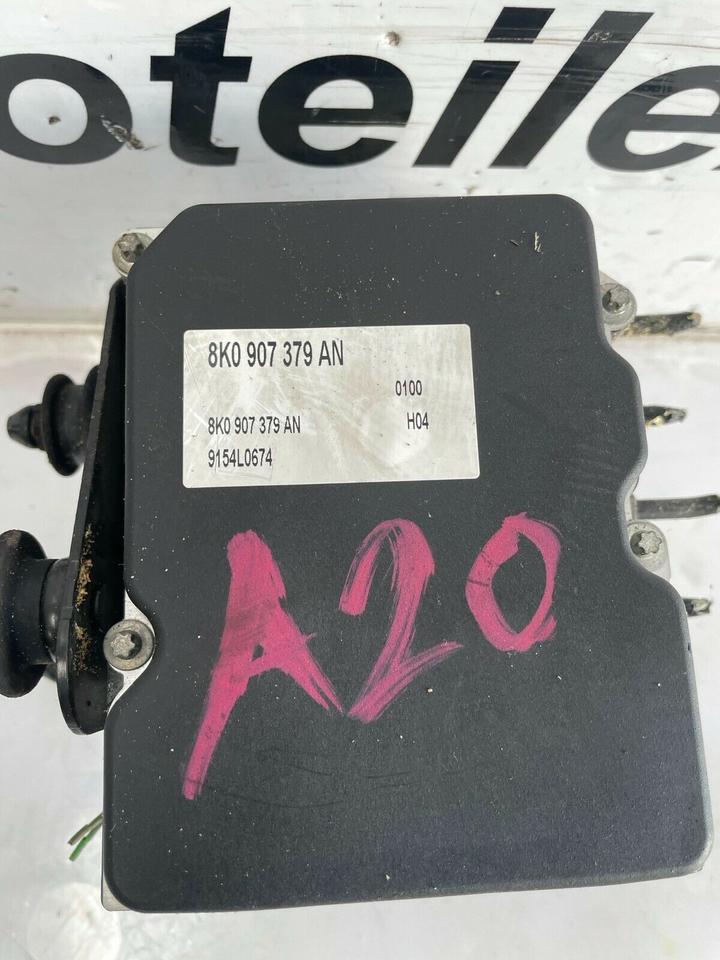 oteile
8K0 907 379 AN
0100
8K0 907 379 AN H04
9154L0674
A20